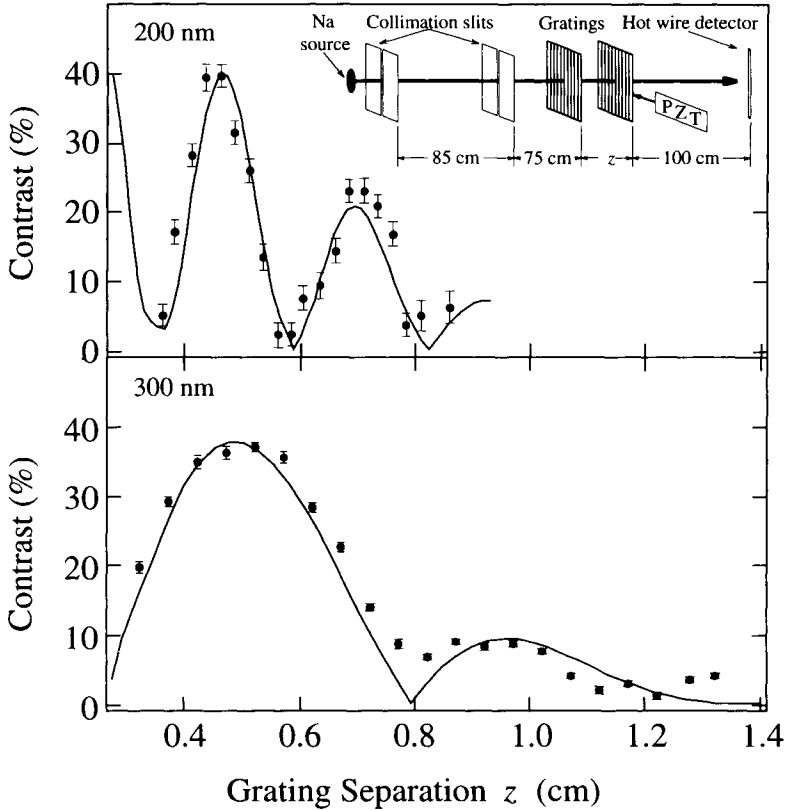 200 nm
Na source
Collimation slits
Gratings
Hot wire detector
PZT
85 cm
75 cm
z
100 cm
Contrast (%)
40
30
20
10
0
300 nm
Contrast (%)
40
30
20
10
0
0.4 0.6 0.8 1.0 1.2 1.4
Grating Separation z (cm)